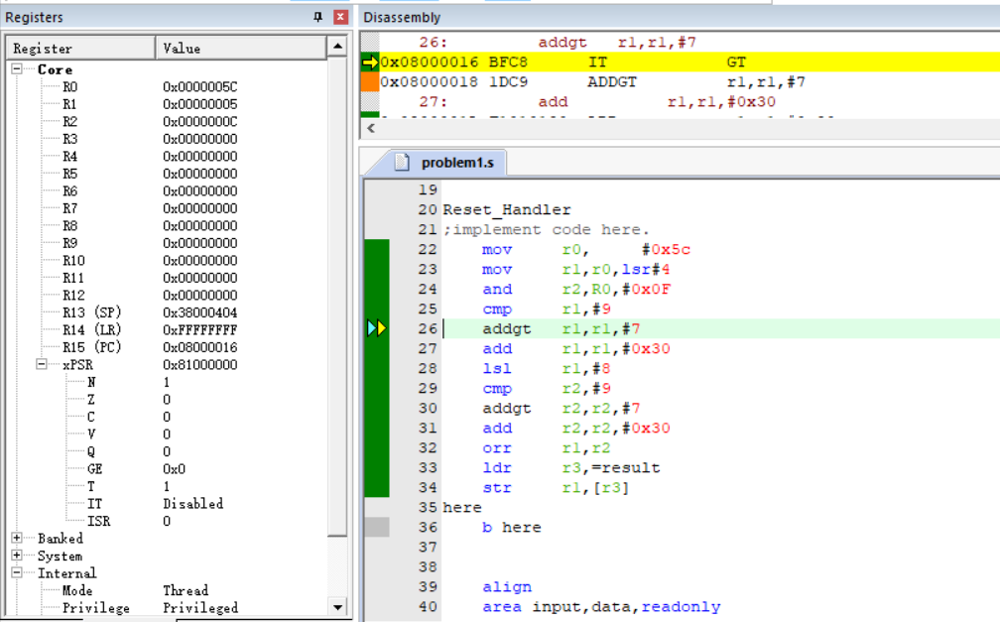 Registers
Register Value
Core
R0 0x0000005C
R1 0x00000005
R2 0x0000000C
R3 0x00000000
R4 0x00000000
R5 0x00000000
R6 0x00000000
R7 0x00000000
R8 0x00000000
R9 0x00000000
R10 0x00000000
R11 0x00000000
R12 0x00000000
R13 (SP) 0x38000404
R14 (LR) 0xFFFFFFFF
R15 (PC) 0x08000016
xPSR 0x81000000
N 1
Z 0
C 0
V 0
Q 0
GE 0x0
T 1
IT Disabled
ISR 0
Banked
System
Internal
Mode Thread
Privilege Privileged
Disassembly
26: addgt r1,r1,#7
0x08000016 BFC8 IT GT
0x08000018 1DC9 ADDGT r1,r1,#7
27: add r1,r1,#0x30
problem1.s
19
20 Reset_Handler
21 ;implement code here.
22 mov r0, #0x5c
23 mov r1,r0,lsr#4
24 and r2,R0,#0x0F
25 cmp r1,#9
26 addgt r1,r1,#7
27 add r1,r1,#0x30
28 lsl r1,#8
29 cmp r2,#9
30 addgt r2,r2,#7
31 add r2,r2,#0x30
32 orr r1,r2
33 ldr r3,=result
34 str r1,[r3]
35 here
36 b here
37
38
39 align
40 area input,data,readonly